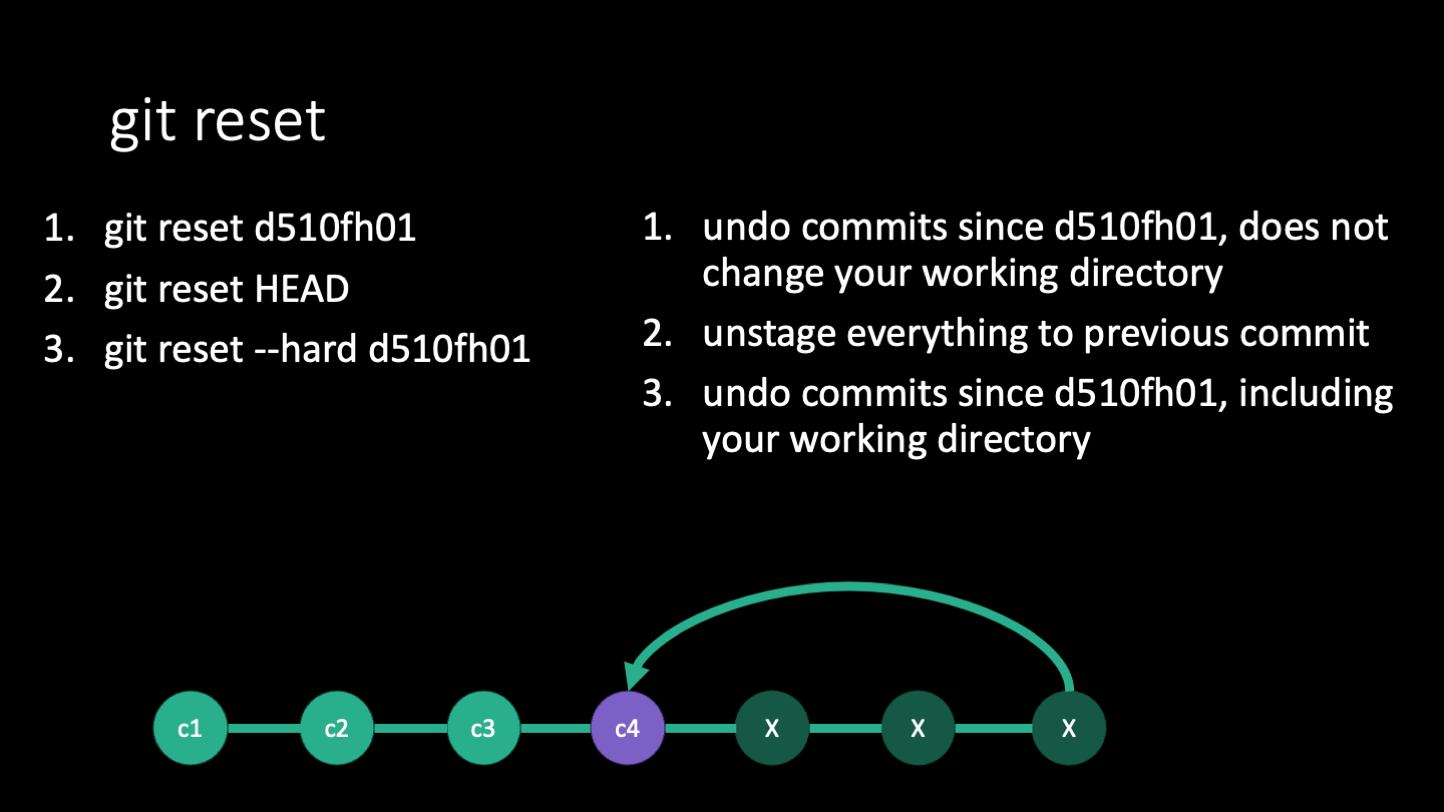 git reset
1. git reset d510fh01
2. git reset HEAD
3. git reset --hard d510fh01
1. undo commits since d510fh01, does not
change your working directory
2. unstage everything to previous commit
3. undo commits since d510fh01, including
your working directory
c1 c2 c3 c4 X X X